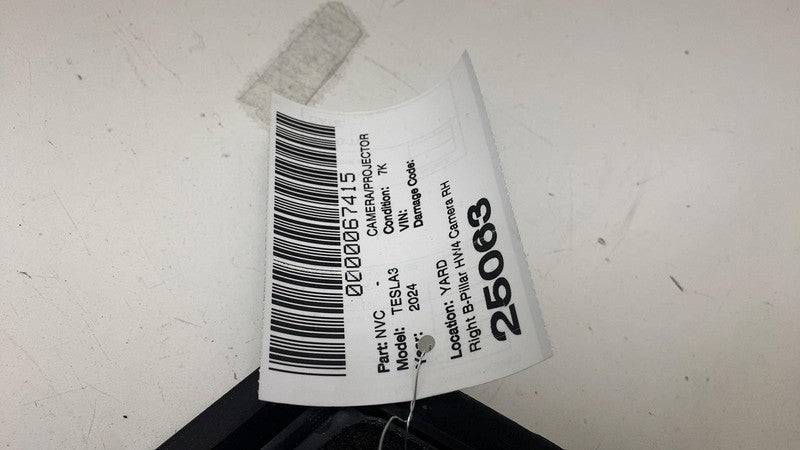 0000067415
Part: NVC - CAMERA/PROJECTOR
Model: TESLA3 Condition: 7K
Year: 2024 VIN:
Damage Code:
Location: YARD
Right B-Pillar HW4 Camera RH
25063